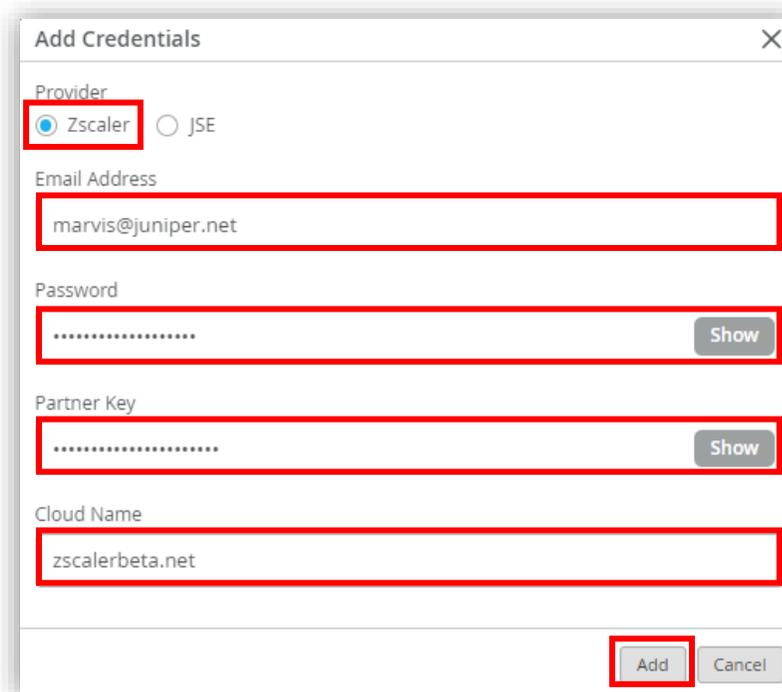 Add Credentials
Provider
Zscaler JSE
Email Address
marvis@juniper.net
Password
••••••••••••••••••• Show
Partner Key
•••••••••••••••••••••• Show
Cloud Name
zscalerbeta.net
Add Cancel